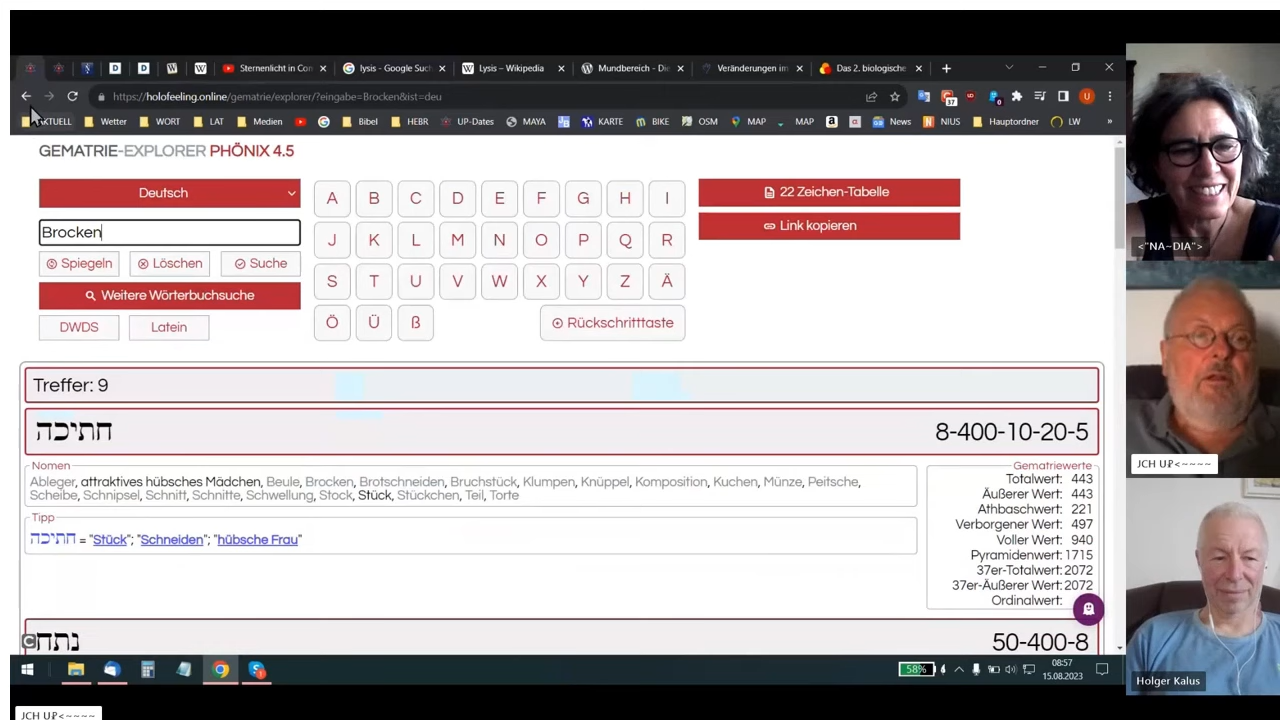 Sternenlicht in Con
lysis - Google Suc
Lysis – Wikipedia
Mundbereich - Die
Veränderungen im
Das 2. biologische
https://holofeeling.online/gematrie/explorer/?eingabe=Brocken&ist=deu
AKTUELL Wetter WORT LAT Medien Bibel HEBR UP-Dates MAYA KARTE BIKE OSM MAP MAP News NIUS Hauptordner LW »
GEMATRIE-EXPLORER PHÖNIX 4.5
Deutsch
Brocken
Spiegeln Löschen Suche
Weitere Wörterbuchsuche
DWDS Latein
A B C D E F G H I
J K L M N O P Q R
S T U V W X Y Z Ä
Ö Ü ß Rückschritttaste
22 Zeichen-Tabelle
Link kopieren
Treffer: 9
חתיכה 8-400-10-20-5
Nomen
Ableger, attraktives hübsches Mädchen, Beule, Brocken, Brotschneiden, Bruchstück, Klumpen, Knüppel, Komposition, Kuchen, Münze, Peitsche,
Scheibe, Schnipsel, Schnitt, Schnitte, Schwellung, Stock, Stück, Stückchen, Teil, Torte
Tipp
חתיכה = "Stück"; "Schneiden"; "hübsche Frau"
Gematriewerte
Totalwert: 443
Äußerer Wert: 443
Athbaschwert: 221
Verborgener Wert: 497
Voller Wert: 940
Pyramidenwert: 1715
37er-Totalwert: 2072
37er-Äußerer Wert: 2072
Ordinalwert:
נתח 50-400-8
58%
08:57
15.08.2023
<"NA~DIA">
JCH UP<~~~~
Holger Kalus
JCH UP<~~~~